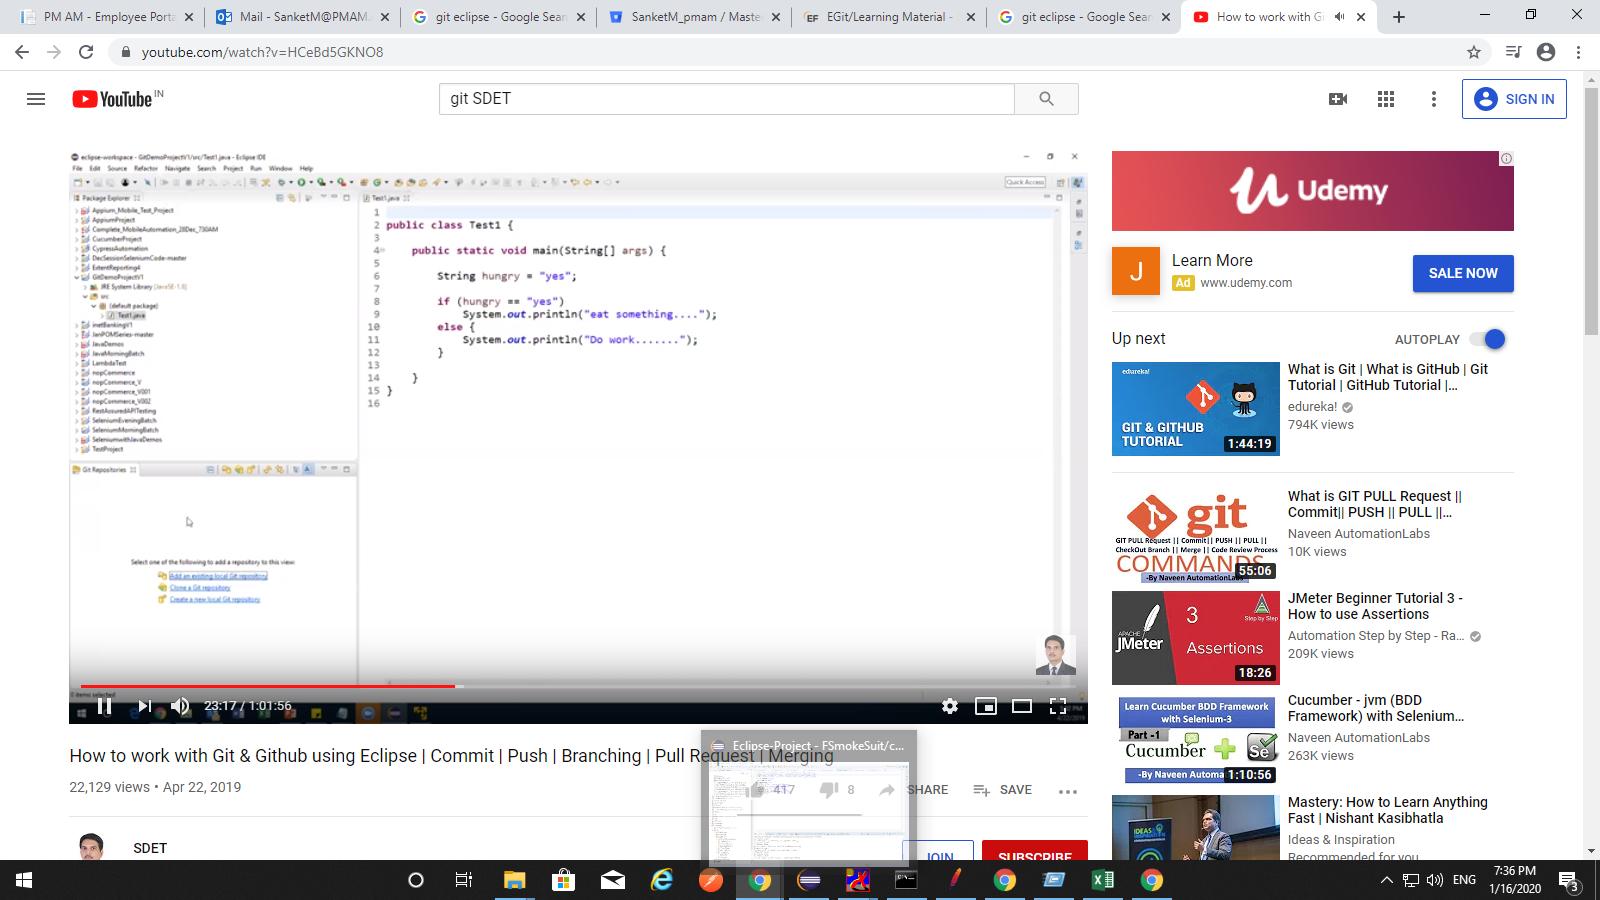 PM AM - Employee Porta
Mail - SanketM@PMAM.
git eclipse - Google Sear
SanketM_pmam / Maste
EGit/Learning Material -
git eclipse - Google Sear
How to work with Gi
youtube.com/watch?v=HCeBd5GKNO8
YouTube IN
git SDET
SIGN IN
eclipse-workspace - GitDemoProjectV1/src/Test1.java - Eclipse IDE
File Edit Source Refactor Navigate Search Project Run Window Help
Quick Access
Package Explorer
Appium_Mobile_Test_Project
AppiumProject
Complete_MobileAutomation_28Dec_730AM
CucumberProject
CypressAutomation
DecSessionSeleniumCode-master
ExtentReporting4
GitDemoProjectV1
JRE System Library [JavaSE-1.8]
src
(default package)
Test1.java
inetBankingV1
JanPOMSeries-master
JavaDemos
JavaMorningBatch
LambdaTest
nopCommerce
nopCommerce_V
nopCommerce_V001
nopCommerce_V002
RestAssuredAPITesting
SeleniumEveningBatch
SeleniumMorningBatch
SeleniumwithJavaDemos
TestProject
Test1.java
1
2 public class Test1 {
3
4 public static void main(String[] args) {
5
6 String hungry = "yes";
7
8 if (hungry == "yes")
9 System.out.println("eat something....");
10 else {
11 System.out.println("Do work.......");
12 }
13
14 }
15 }
16
Git Repositories
Select one of the following to add a repository to this view:
Add an existing local Git repository
Clone a Git repository
Create a new local Git repository
0 items selected
23:17 / 1:01:56
4/22/2019
How to work with Git & Github using Eclipse | Commit | Push | Branching | Pull Request | Merging
22,129 views • Apr 22, 2019
417
8
SHARE
SAVE
Eclipse-Project - FSmokeSuit/c...
SDET
JOIN
SUBSCRIBE
Udemy
J
Learn More
Ad www.udemy.com
SALE NOW
Up next
AUTOPLAY
edureka!
GIT & GITHUB
TUTORIAL
1:44:19
What is Git | What is GitHub | Git
Tutorial | GitHub Tutorial |...
edureka!
794K views
git
GIT PULL Request || Commit|| PUSH || PULL ||
CheckOut Branch || Merge || Code Review Process
COMMANDS
-By Naveen AutomationLabs
55:06
What is GIT PULL Request ||
Commit|| PUSH || PULL ||...
Naveen AutomationLabs
10K views
APACHE
JMeter
3
Assertions
Step by Step
18:26
JMeter Beginner Tutorial 3 -
How to use Assertions
Automation Step by Step - Ra...
209K views
Learn Cucumber BDD Framework
with Selenium-3
Part -1
Cucumber
Se
-By Naveen Automa
1:10:56
Cucumber - jvm (BDD
Framework) with Selenium...
Naveen AutomationLabs
263K views
IDEAS
INSPIRATION
Mastery: How to Learn Anything
Fast | Nishant Kasibhatla
Ideas & Inspiration
Recommended for you
ENG
7:36 PM
1/16/2020
3